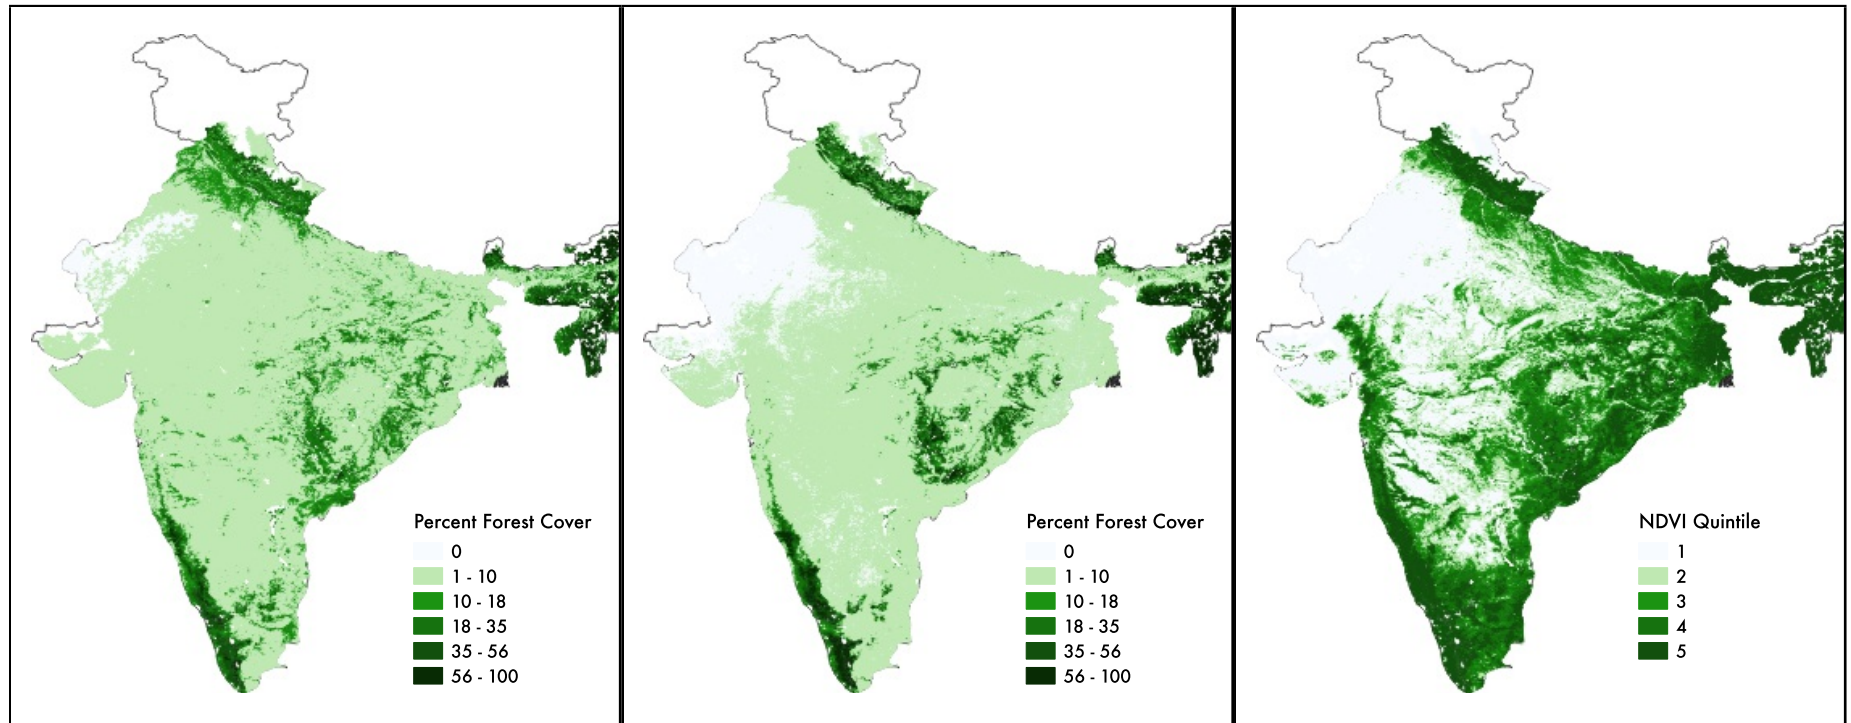 Percent Forest Cover
0
1 - 10
10 - 18
18 - 35
35 - 56
56 - 100
Percent Forest Cover
0
1 - 10
10 - 18
18 - 35
35 - 56
56 - 100
NDVI Quintile
1
2
3
4
5